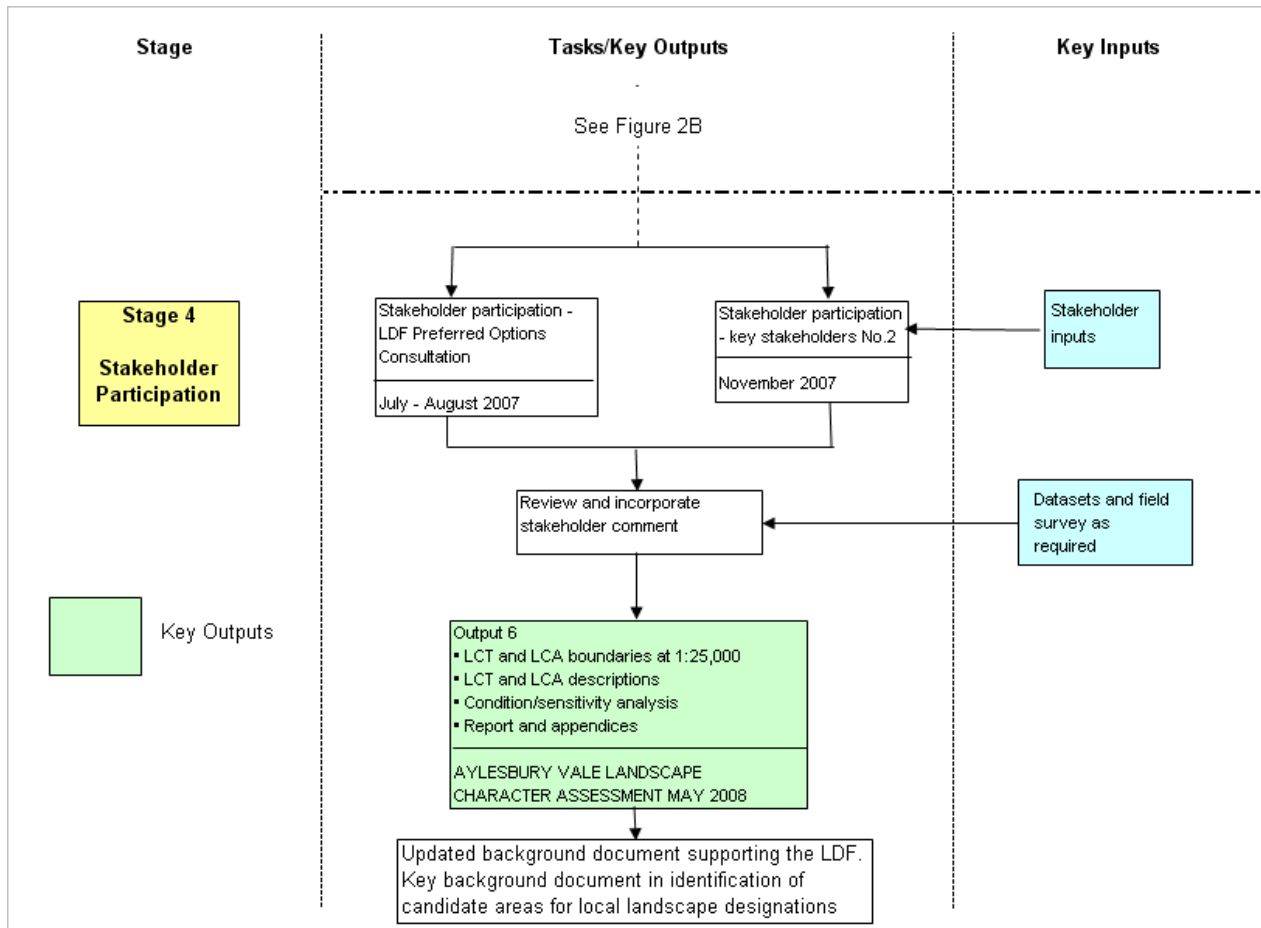 Stage
Tasks/Key Outputs
Key Inputs
See Figure 2B
Stage 4
Stakeholder
Participation
Stakeholder participation -
LDF Preferred Options
Consultation
July - August 2007
Stakeholder participation
- key stakeholders No.2
November 2007
Stakeholder
inputs
Review and incorporate
stakeholder comment
Datasets and field
survey as
required
Key Outputs
Output 6
▪ LCT and LCA boundaries at 1:25,000
▪ LCT and LCA descriptions
▪ Condition/sensitivity analysis
▪ Report and appendices
AYLESBURY VALE LANDSCAPE
CHARACTER ASSESSMENT MAY 2008
Updated background document supporting the LDF.
Key background document in identification of
candidate areas for local landscape designations